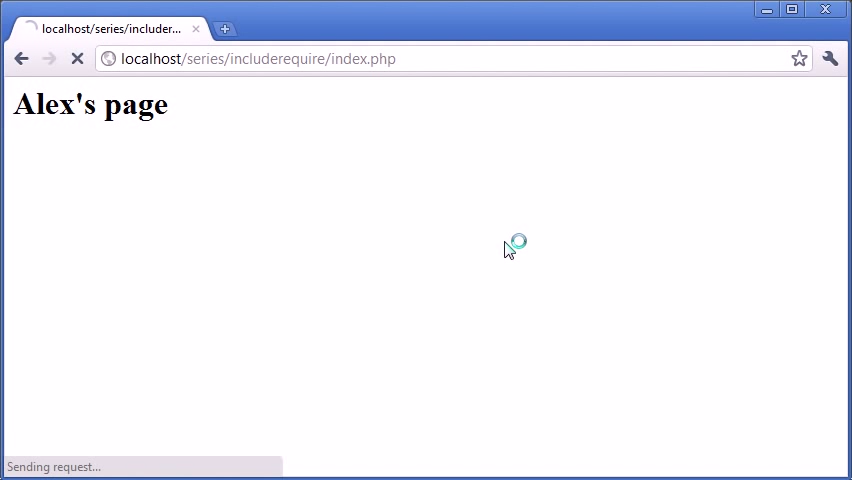 localhost/series/includer...
localhost/series/includerequire/index.php
Alex's page
Sending request...